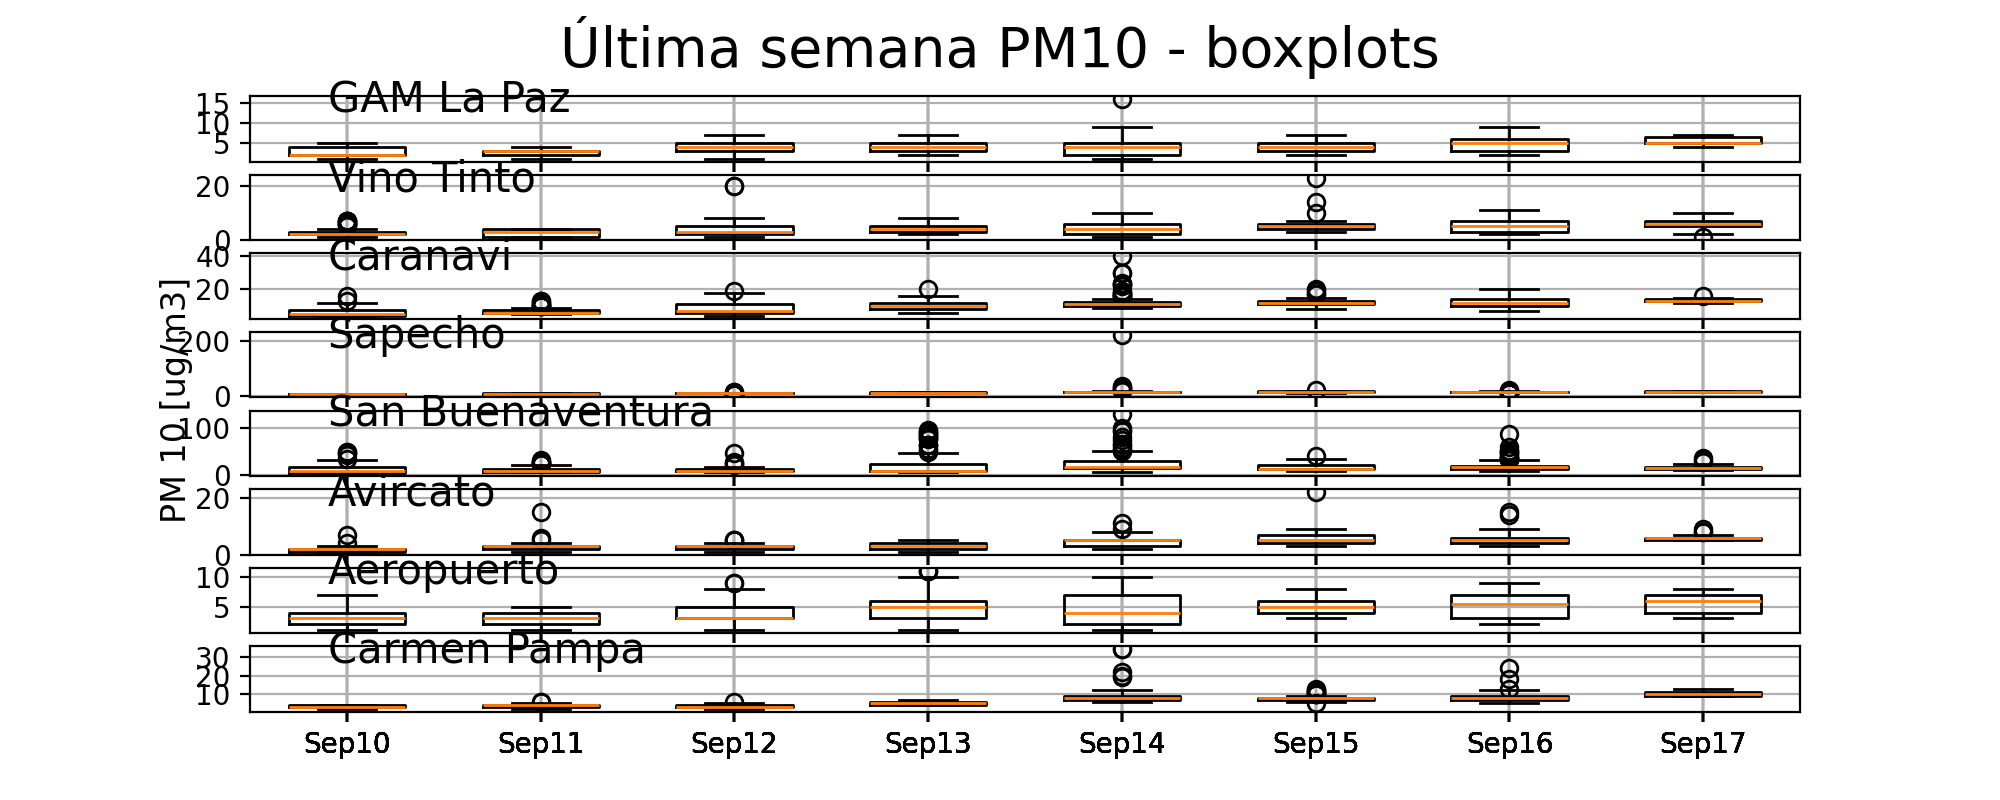 Última semana PM10 - boxplots
GAM La Paz
15
10
5
Vino Tinto
20
0
Caranavi
40
20
Sapecho
200
0
San Buenaventura
100
0
Avircato
20
0
Aeropuerto
10
5
Carmen Pampa
30
20
10
PM 10 [ug/m3]
Sep10 Sep11 Sep12 Sep13 Sep14 Sep15 Sep16 Sep17